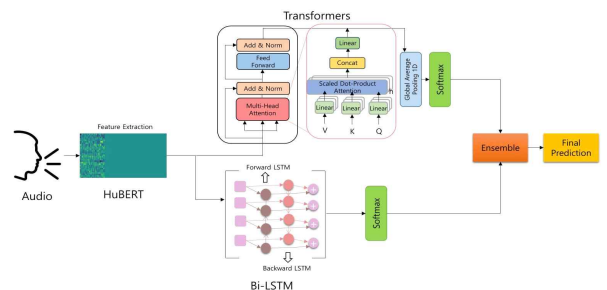 Transformers
Add & Norm
Feed
Forward
Add & Norm
Multi-Head
Attention
Linear
Concat
Scaled Dot-Product
Attention
h
Linear
Linear
Linear
V
K
Q
Global Average
Pooling 1D
Softmax
Feature Extraction
Audio
HuBERT
Forward LSTM
Backward LSTM
Bi-LSTM
Softmax
Ensemble
Final
Prediction